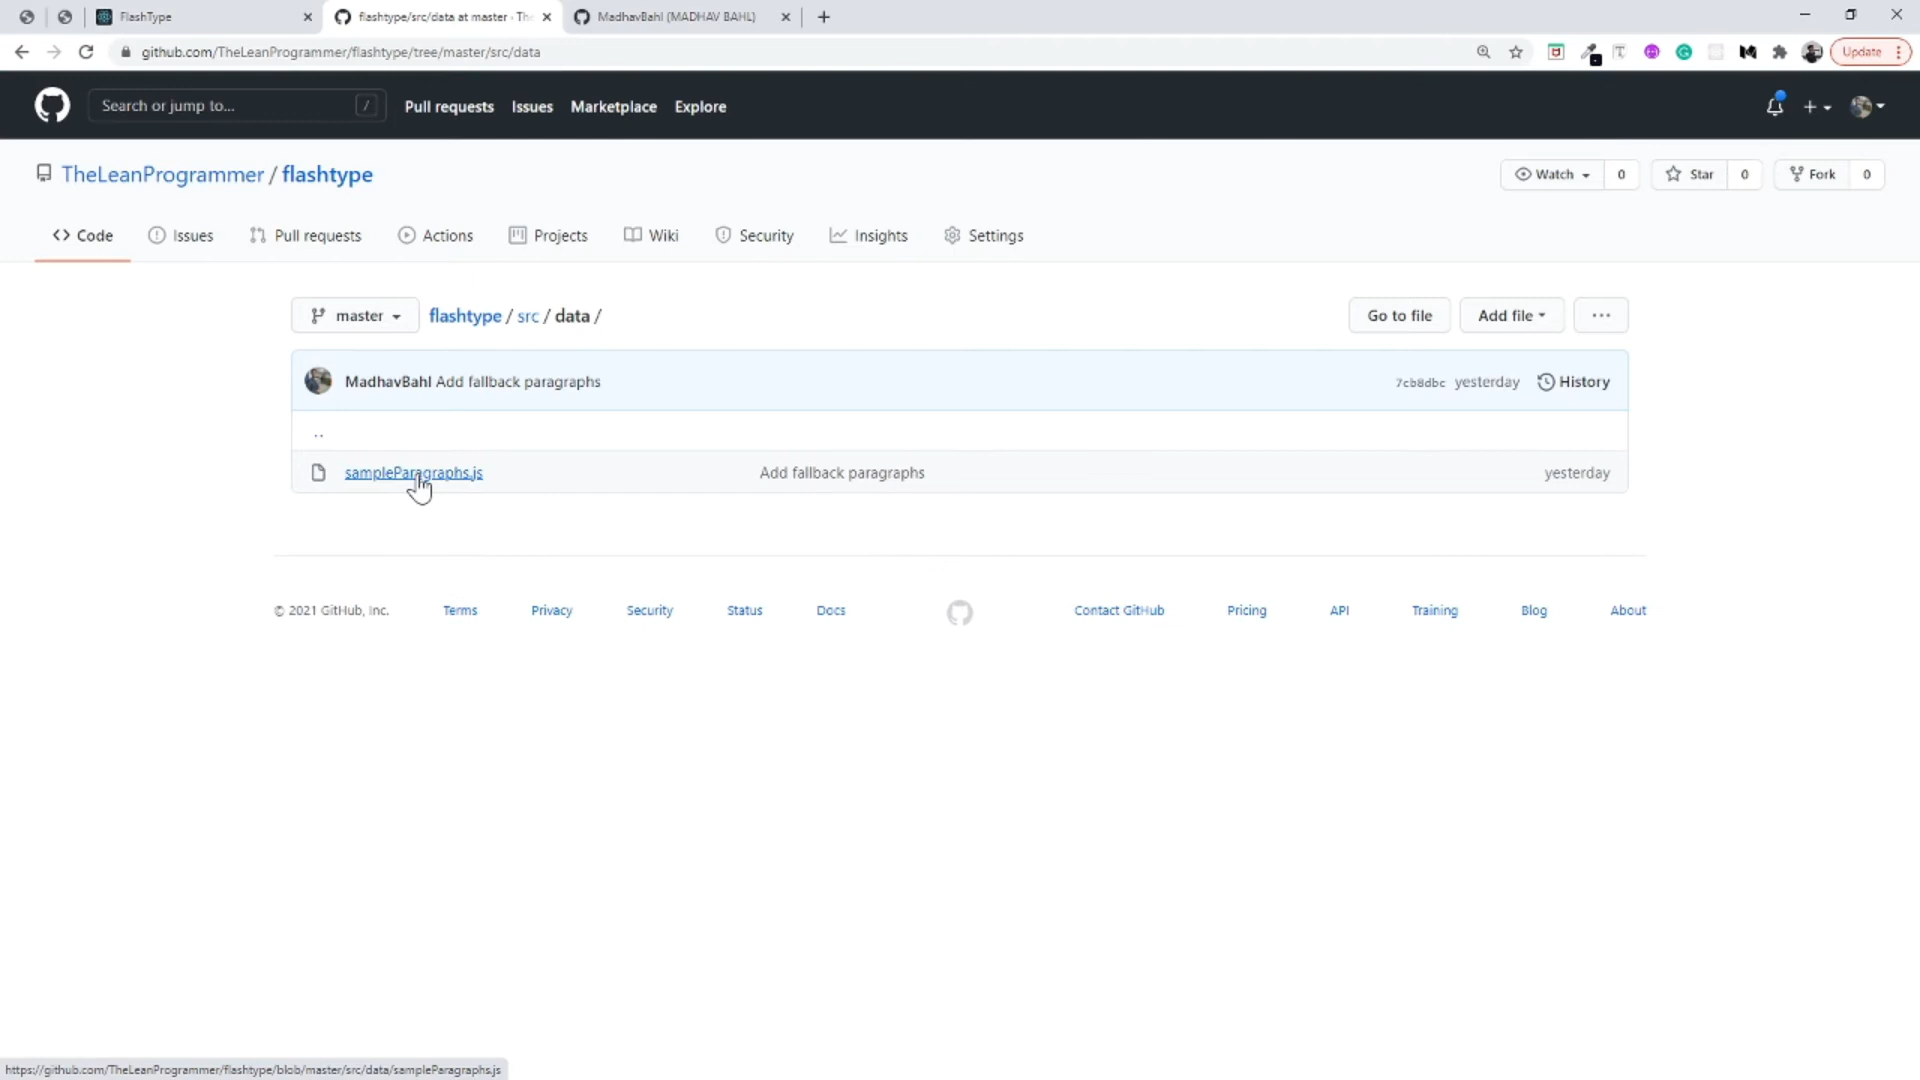 FlashType
flashtype/src/data at master · Th
MadhavBahl (MADHAV BAHL)
github.com/TheLeanProgrammer/flashtype/tree/master/src/data
Update
Search or jump to...
/
Pull requests
Issues
Marketplace
Explore
TheLeanProgrammer / flashtype
Watch 0
Star 0
Fork 0
Code
Issues
Pull requests
Actions
Projects
Wiki
Security
Insights
Settings
master
flashtype / src / data /
Go to file
Add file
...
MadhavBahl Add fallback paragraphs
7cb8dbc yesterday
History
..
sampleParagraphs.js
Add fallback paragraphs
yesterday
© 2021 GitHub, Inc.
Terms
Privacy
Security
Status
Docs
Contact GitHub
Pricing
API
Training
Blog
About
https://github.com/TheLeanProgrammer/flashtype/blob/master/src/data/sampleParagraphs.js